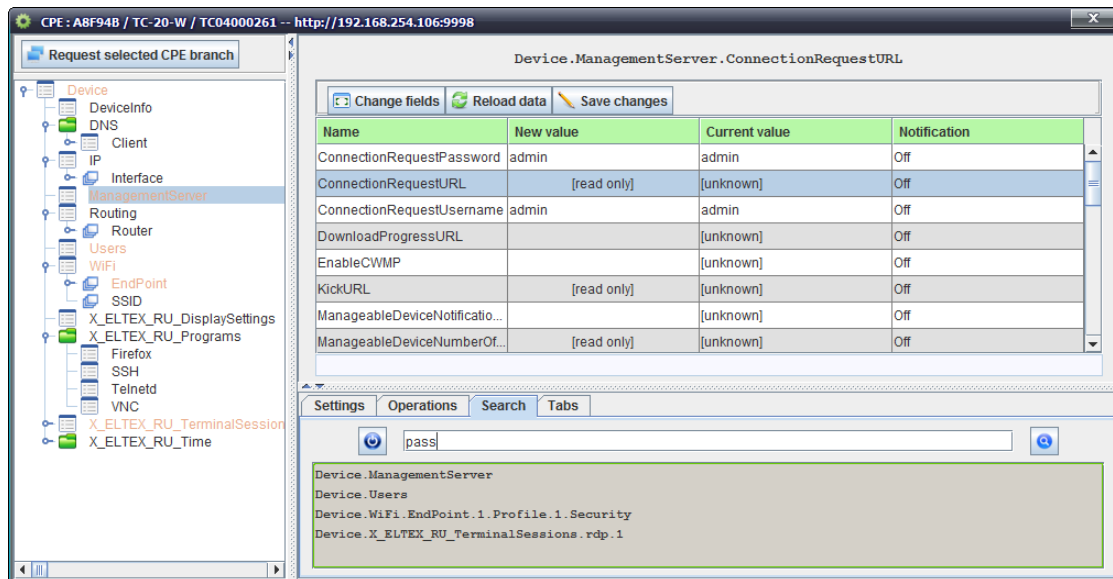 CPE : A8F94B / TC-20-W / TC04000261 -- http://192.168.254.106:9998
X
Request selected CPE branch
Device
DeviceInfo
DNS
Client
IP
Interface
ManagementServer
Routing
Router
Users
WiFi
EndPoint
SSID
X_ELTEX_RU_DisplaySettings
X_ELTEX_RU_Programs
Firefox
SSH
Telnetd
VNC
X_ELTEX_RU_TerminalSession
X_ELTEX_RU_Time
Device.ManagementServer.ConnectionRequestURL
Change fields Reload data Save changes
Name New value Current value Notification
ConnectionRequestPassword admin admin Off
ConnectionRequestURL [read only] [unknown] Off
ConnectionRequestUsername admin admin Off
DownloadProgressURL [unknown] Off
EnableCWMP [unknown] Off
KickURL [read only] [unknown] Off
ManageableDeviceNotificatio... [unknown] Off
ManageableDeviceNumberOf... [read only] [unknown] Off
Settings Operations Search Tabs
pass
Device.ManagementServer
Device.Users
Device.WiFi.EndPoint.1.Profile.1.Security
Device.X_ELTEX_RU_TerminalSessions.rdp.1